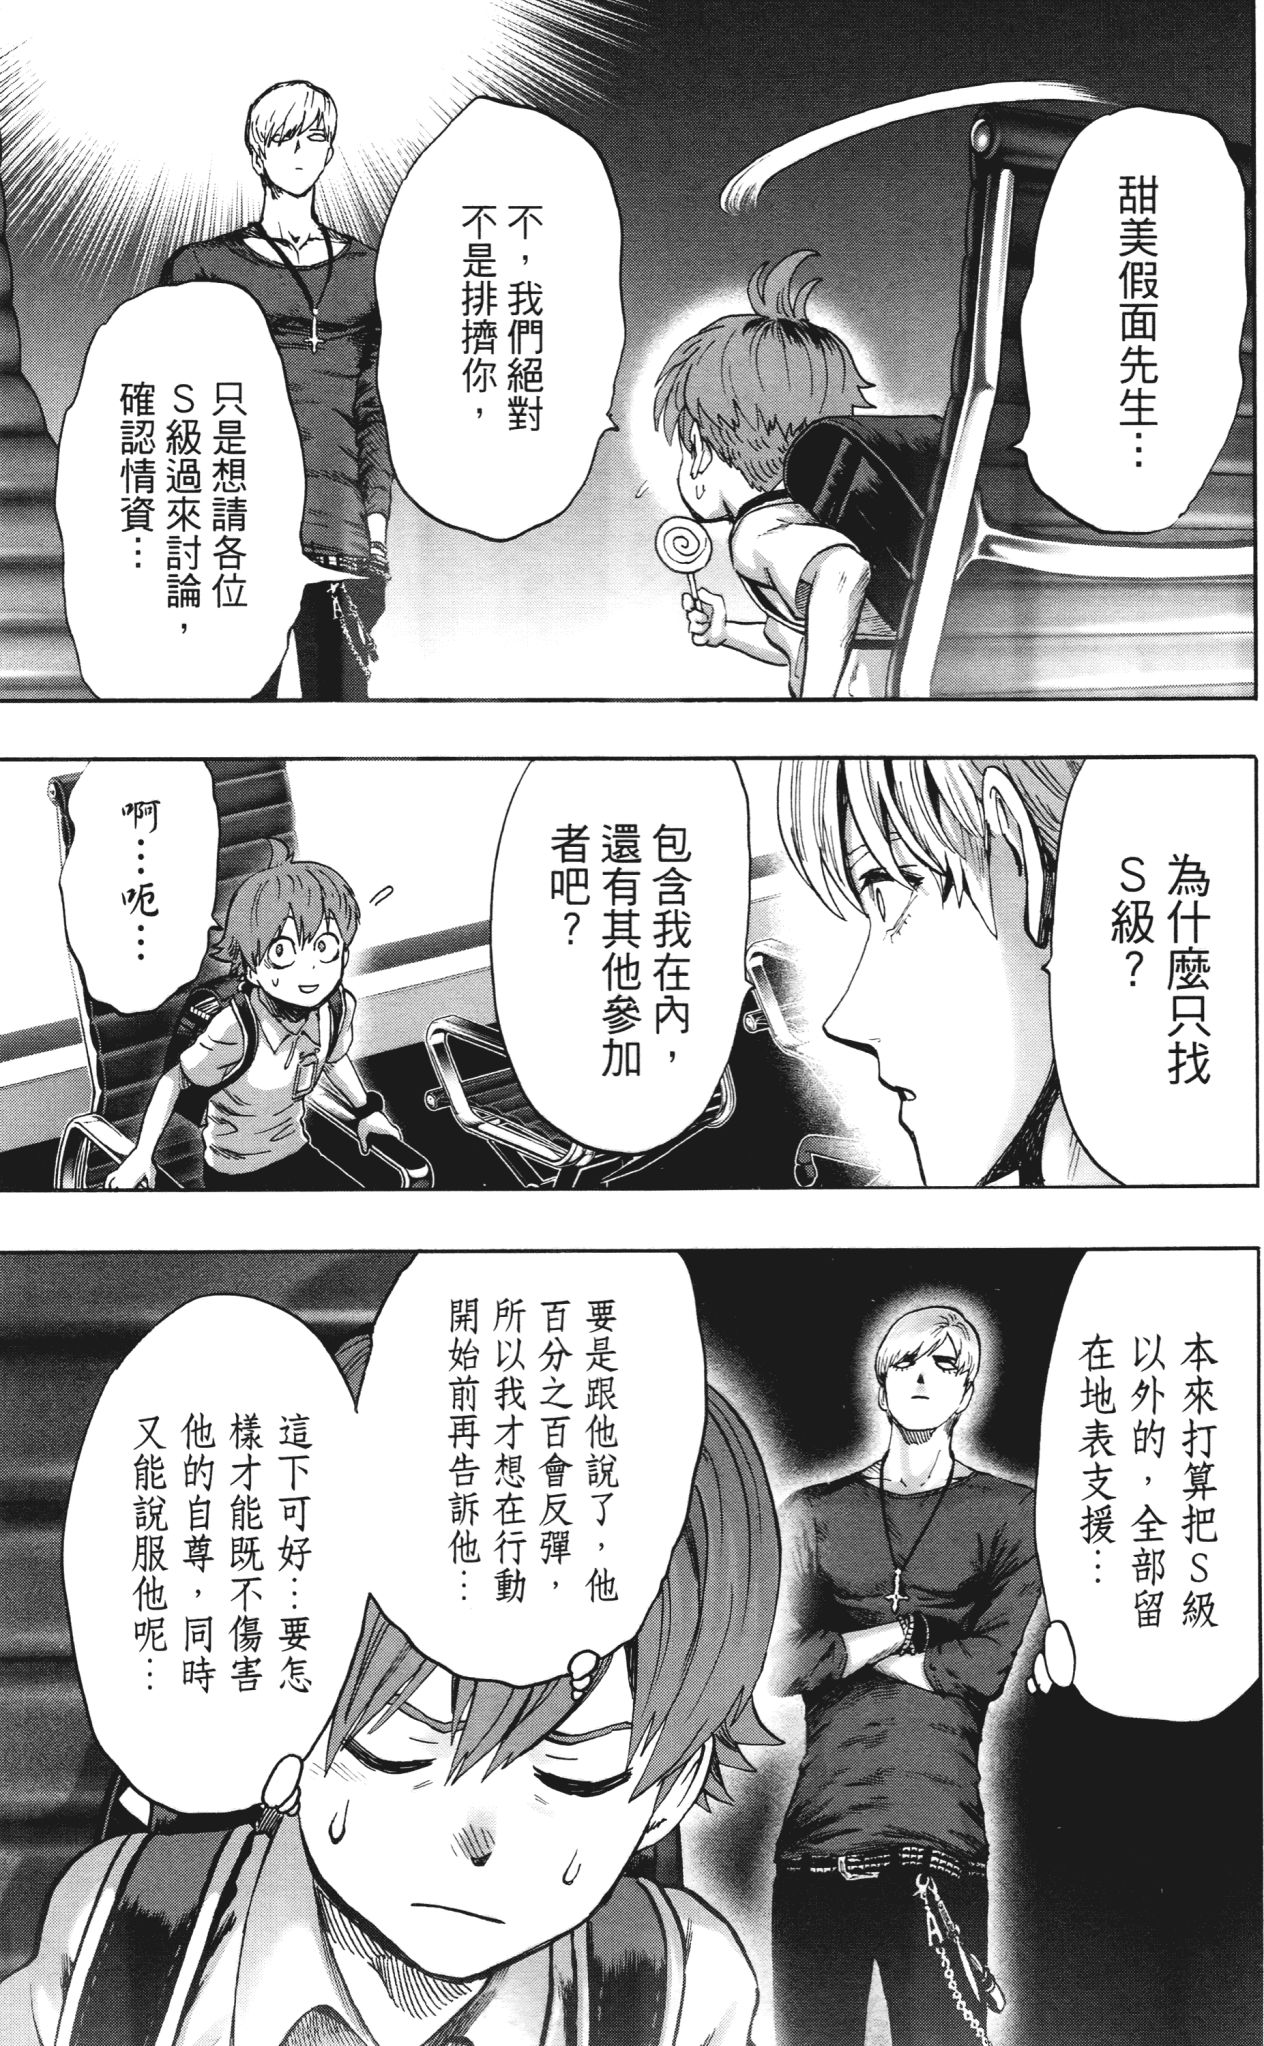 甜美假面先生…
不，我們絕對
不是排擠你，
只是想請各位
S級過來討論，
確認情資…
為什麼只找
S級？
包含我在內，
還有其他參加
者吧？
啊…呃…
本來打算把S級
以外的，全部留
在地表支援…
要是跟他說了，他
百分之百會反彈，
所以我才想在行動
開始前再告訴他…
這下可好…要怎
樣才能既不傷害
他的自尊，同時
又能說服他呢…